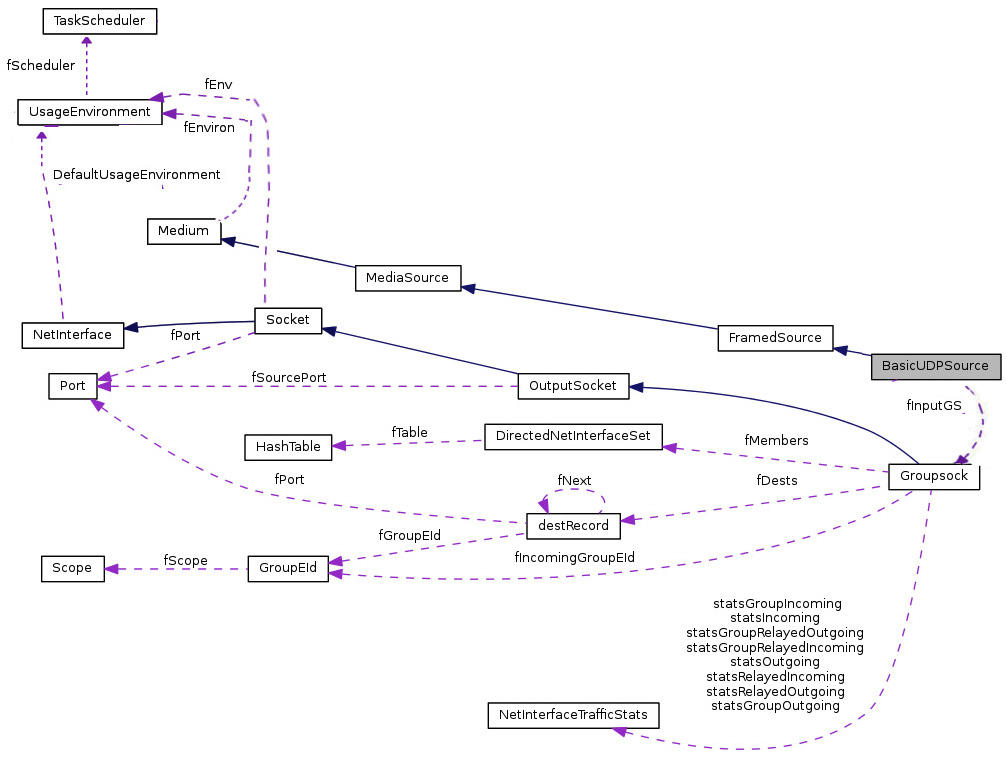 TaskScheduler
fScheduler
fEnv
UsageEnvironment
fEnviron
DefaultUsageEnvironment
Medium
MediaSource
Socket
NetInterface
fPort
FramedSource
BasicUDPSource
fSourcePort
Port
OutputSocket
fInputGS_
fTable
DirectedNetInterfaceSet
fMembers
HashTable
fPort
fNext
fDests
Groupsock
destRecord
fGroupEId
fIncomingGroupEId
fScope
Scope
GroupEId
statsGroupIncoming
statsIncoming
statsGroupRelayedOutgoing
statsGroupRelayedIncoming
statsOutgoing
statsRelayedIncoming
statsRelayedOutgoing
statsGroupOutgoing
NetInterfaceTrafficStats